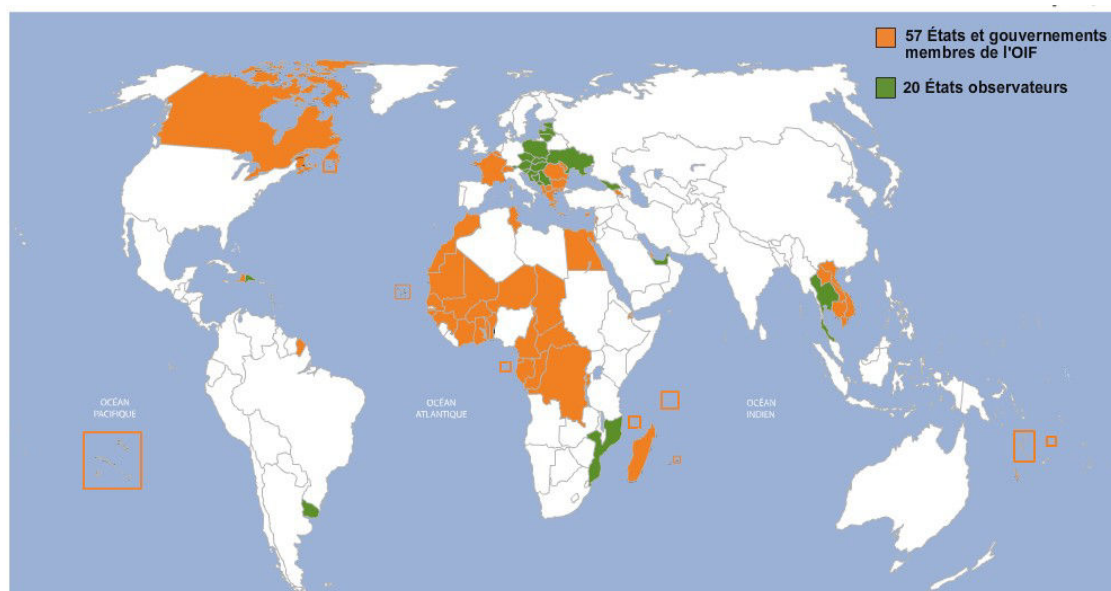 57 États et gouvernements
membres de l'OIF
20 États observateurs
OCÉAN
PACIFIQUE
OCÉAN
ATLANTIQUE
OCÉAN
INDIEN